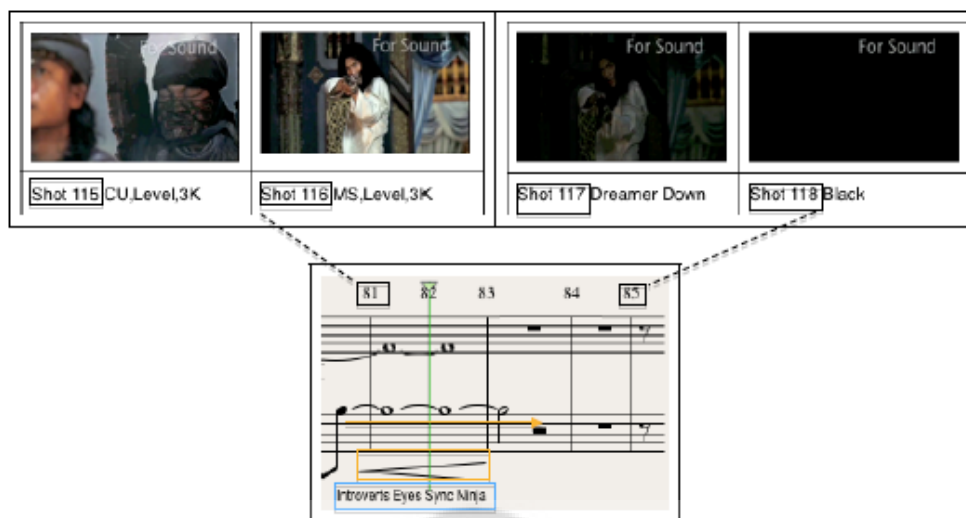 For Sound
For Sound
For Sound
For Sound
Shot 115 CU,Level,3K
Shot 116 MS,Level,3K
Shot 117 Dreamer Down
Shot 118 Black
81 82 83 84 85
Introverts Eyes Sync Ninja